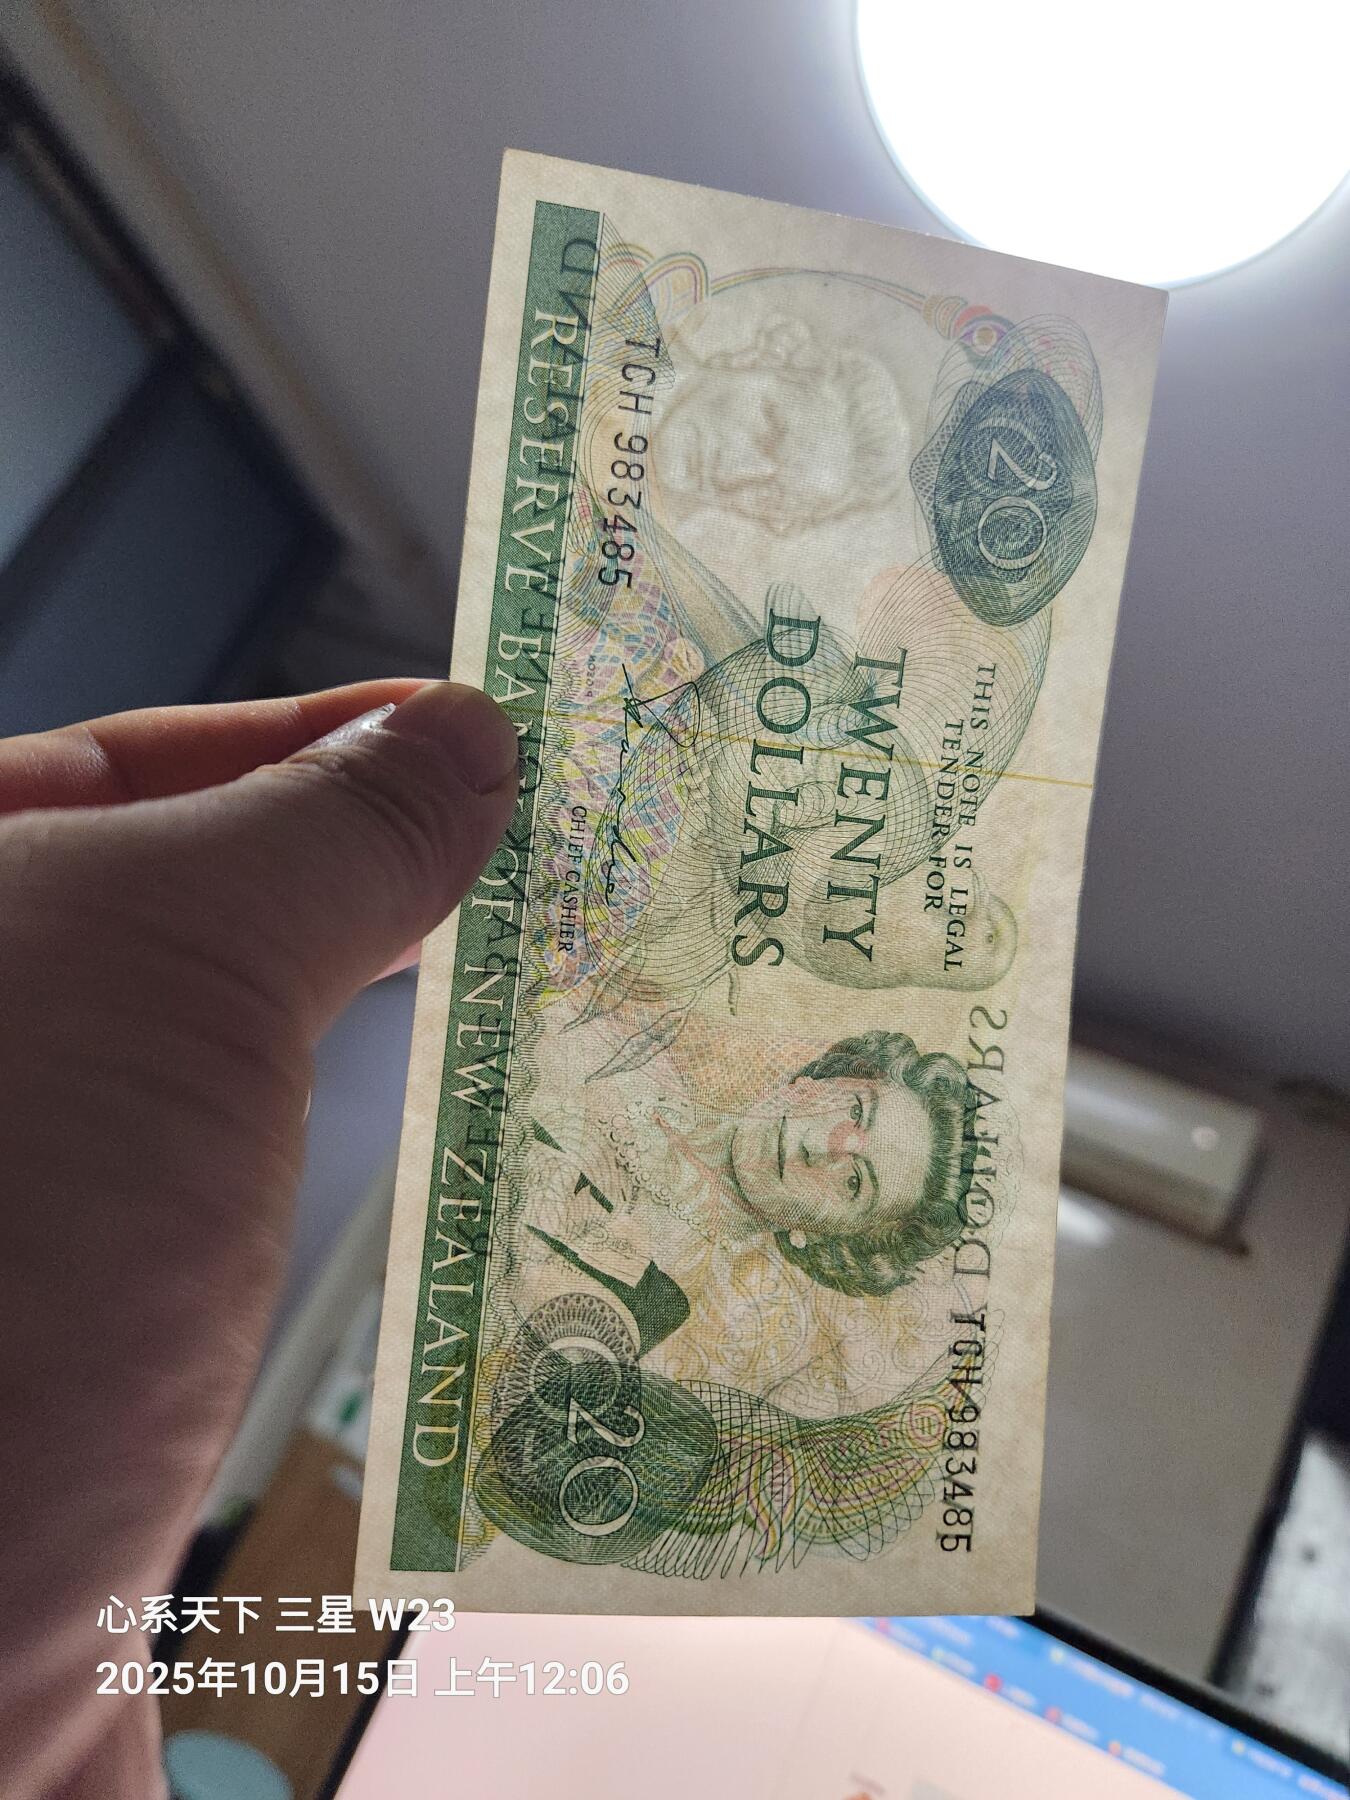 RESERVE BANK OF NEW ZEALAND
TCH 983485
THIS NOTE IS LEGAL
TENDER FOR
TWENTY
DOLLARS
CHIEF CASHIER
20
20
TCH 983485
DOLLARS
心系天下 三星 W23
2025年10月15日 上午12:06